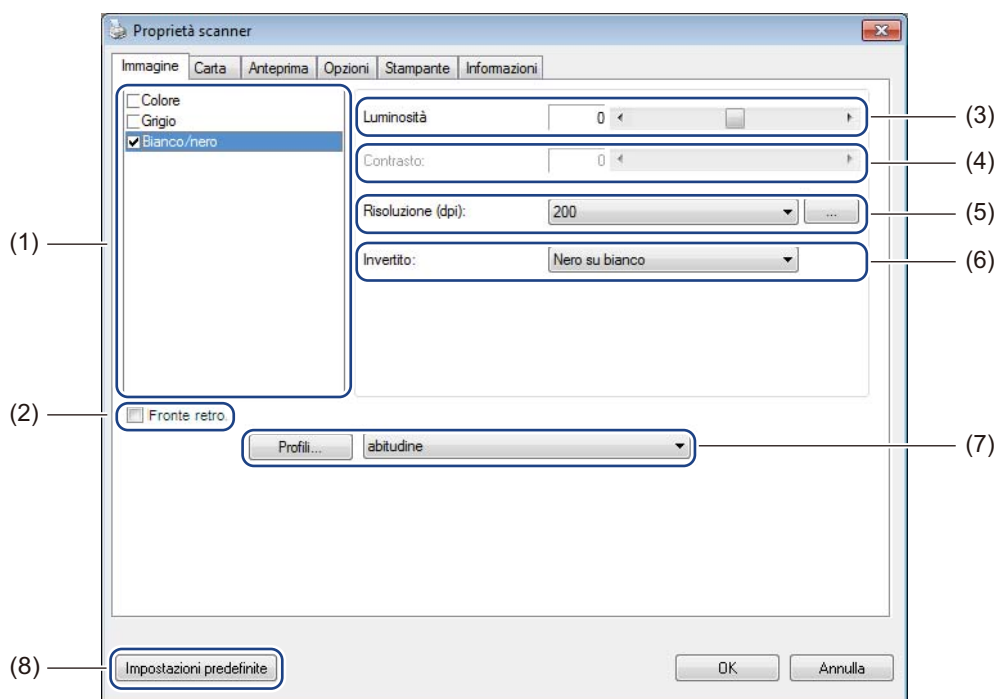 Proprietà scanner
Immagine Carta Anteprima Opzioni Stampante Informazioni
Colore
Grigio
Bianco/nero
Luminosità 0
(3)
Contrasto: 0
(4)
Risoluzione (dpi): 200 ...
(5)
(1)
Invertito: Nero su bianco
(6)
(2)
Fronte retro.
Profili... abitudine
(7)
(8)
Impostazioni predefinite OK Annulla